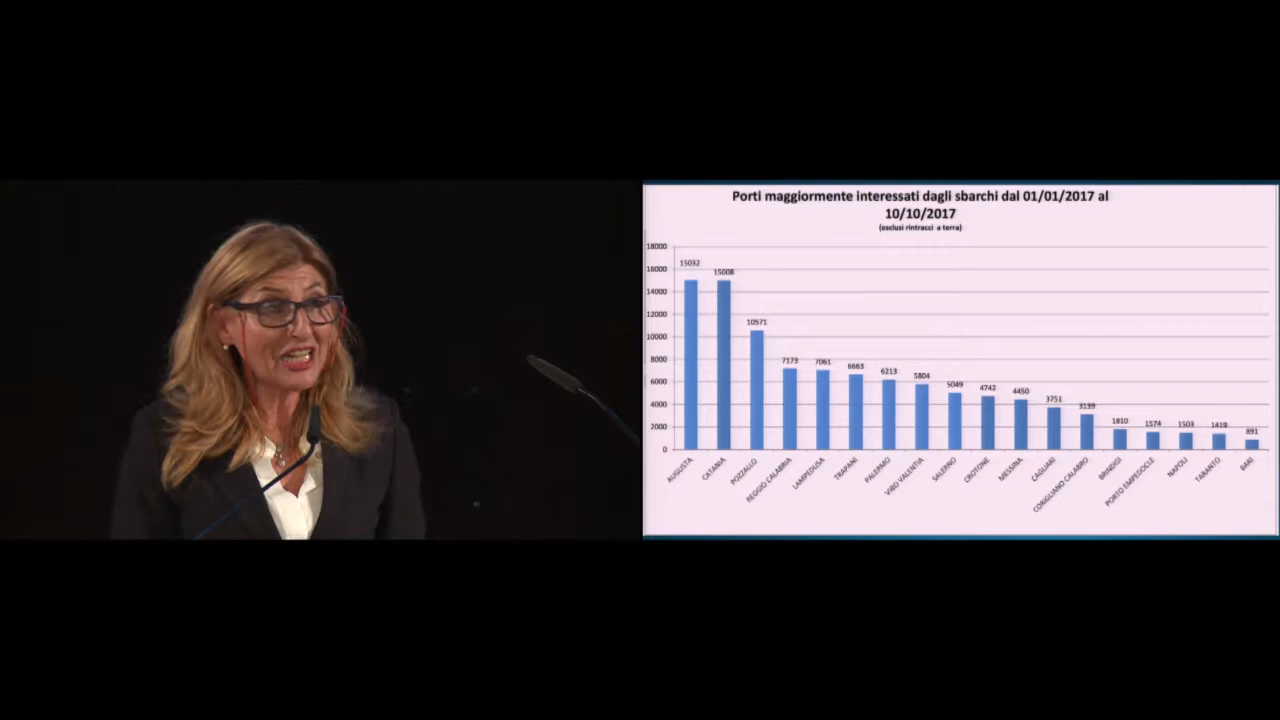 Porti maggiormente interessati dagli sbarchi dal 01/01/2017 al
10/10/2017
(esclusi rintracci a terra)
18000
16000
14000
12000
10000
8000
6000
4000
2000
0
15032
15008
10571
7173
7061
6663
6213
5804
5049
4742
4450
3751
3139
1810
1574
1503
1419
891
AUGUSTA
CATANIA
POZZALLO
REGGIO CALABRIA
LAMPEDUSA
TRAPANI
PALERMO
VIBO VALENTIA
SALERNO
CROTONE
MESSINA
CAGLIARI
CORIGLIANO CALABRO
BRINDISI
PORTO EMPEDOCLE
NAPOLI
TARANTO
BARI